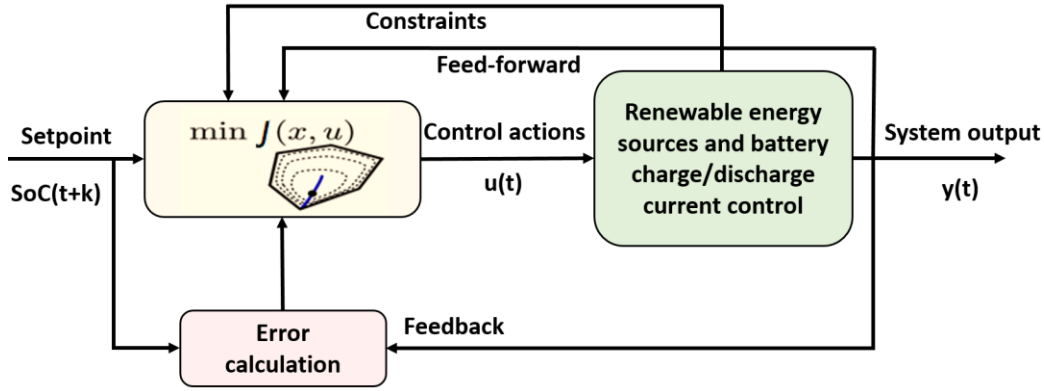 Constraints
Feed-forward
Setpoint
SoC(t+k)
min J(x, u)
Control actions
u(t)
Renewable energy
sources and battery
charge/discharge
current control
System output
y(t)
Error
calculation
Feedback